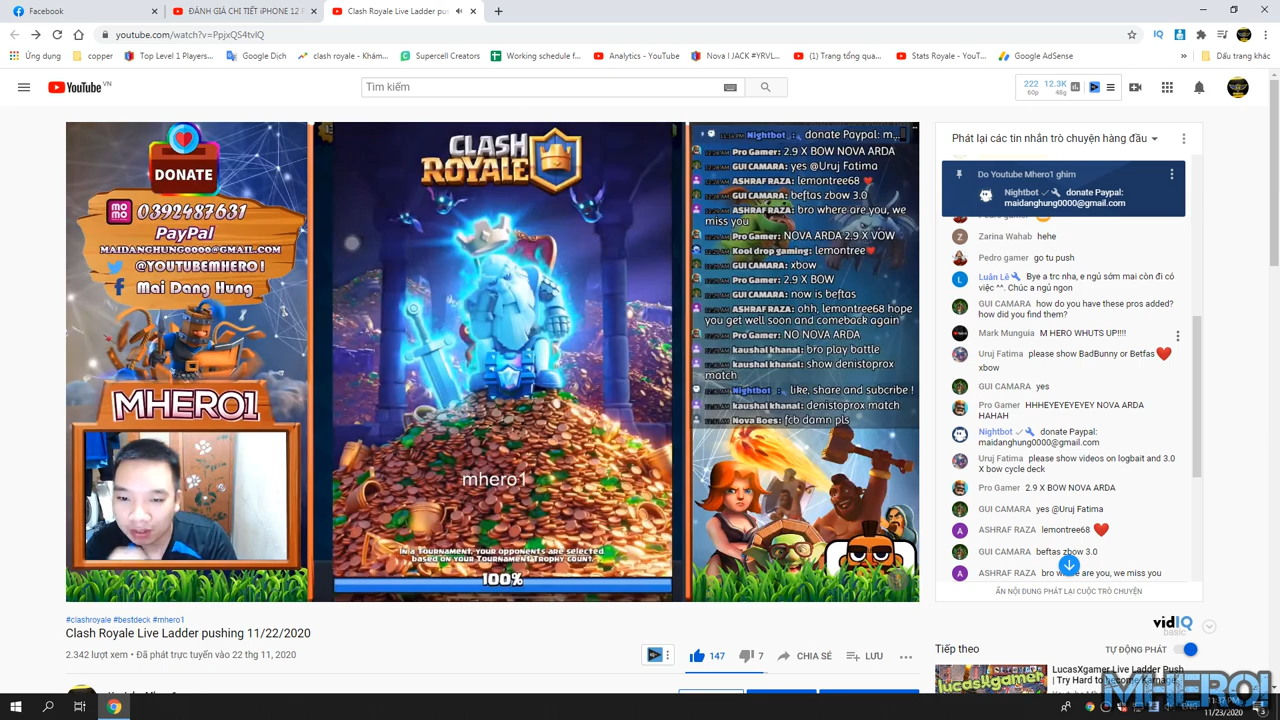 Facebook
ĐÁNH GIÁ CHI TIẾT iPHONE 12 P
Clash Royale Live Ladder pus
youtube.com/watch?v=PpjxQS4tvlQ
Ứng dụng
copper
Top Level 1 Players...
Google Dịch
clash royale - Khám...
Supercell Creators
Working schedule f...
Analytics - YouTube
Nova l JACK #YRVL...
(1) Trang tổng qua...
Stats Royale - YouT...
Google AdSense
»
Dấu trang khác
YouTube VN
Tìm kiếm
222
60p
12.3K
48g
DONATE
momo
0392487631
PayPal
MAIDANGHUNG0000@GMAIL.COM
@YOUTUBEMHERO1
Mai Dang Hung
MHERO1
CLASH
ROYALE
mhero1
In a Tournament, your opponents are selected
based on your Tournament Trophy count.
100%
11:26 PM Nightbot : donate Paypal: m...
Pro Gamer: 2.9 X BOW NOVA ARDA
GUI CAMARA: yes @Uruj Fatima
ASHRAF RAZA: lemontree68 ❤
GUI CAMARA: beftas zbow 3.0
ASHRAF RAZA: bro where are you, we
miss you
Pro Gamer: NOVA ARDA 2.9 X VOW
Kool drop gaming: lemontree❤
GUI CAMARA: xbow
Pro Gamer: 2.9 X BOW
GUI CAMARA: now is beftas
ASHRAF RAZA: ohh, lemontree68 hope
you get well soon and comeback again
Pro Gamer: NO NOVA ARDA
kaushal khanal: bro play battle
kaushal khanal: show denistoprox
match
Nightbot : like, share and subcribe !
kaushal khanal: denistoprox match
Nova Boes: fcb damn pls
Phát lại các tin nhắn trò chuyện hàng đầu
Do Youtube Mhero1 ghim
Nightbot donate Paypal:
maidanghung0000@gmail.com
Pedro gamer
Zarina Wahab hehe
Pedro gamer go tu push
Luân Lê Bye a trc nha, e ngủ sớm mai còn đi có
việc ^^. Chúc a ngủ ngon
GUI CAMARA how do you have these pros added?
how did you find them?
Mark Munguia M HERO WHUTS UP!!!!
Uruj Fatima please show BadBunny or Betfas❤
xbow
GUI CAMARA yes
Pro Gamer HHHEYEYEYEYEY NOVA ARDA
HAHAH
Nightbot donate Paypal:
maidanghung0000@gmail.com
Uruj Fatima please show videos on logbait and 3.0
X bow cycle deck
Pro Gamer 2.9 X BOW NOVA ARDA
GUI CAMARA yes @Uruj Fatima
ASHRAF RAZA lemontree68 ❤
GUI CAMARA beftas zbow 3.0
ASHRAF RAZA bro where are you, we miss you
ẨN NỘI DUNG PHÁT LẠI CUỘC TRÒ CHUYỆN
#clashroyale #bestdeck #mhero1
Clash Royale Live Ladder pushing 11/22/2020
2.342 lượt xem • Đã phát trực tuyến vào 22 thg 11, 2020
147
7
CHIA SẺ
LƯU
vidIQ
basic
Tiếp theo
TỰ ĐỘNG PHÁT
lucasXgamer
LucasXgamer Live Ladder Push
| Try Hard to become Kamage
MHERO1
ENG
11:37 PM
11/23/2020
3